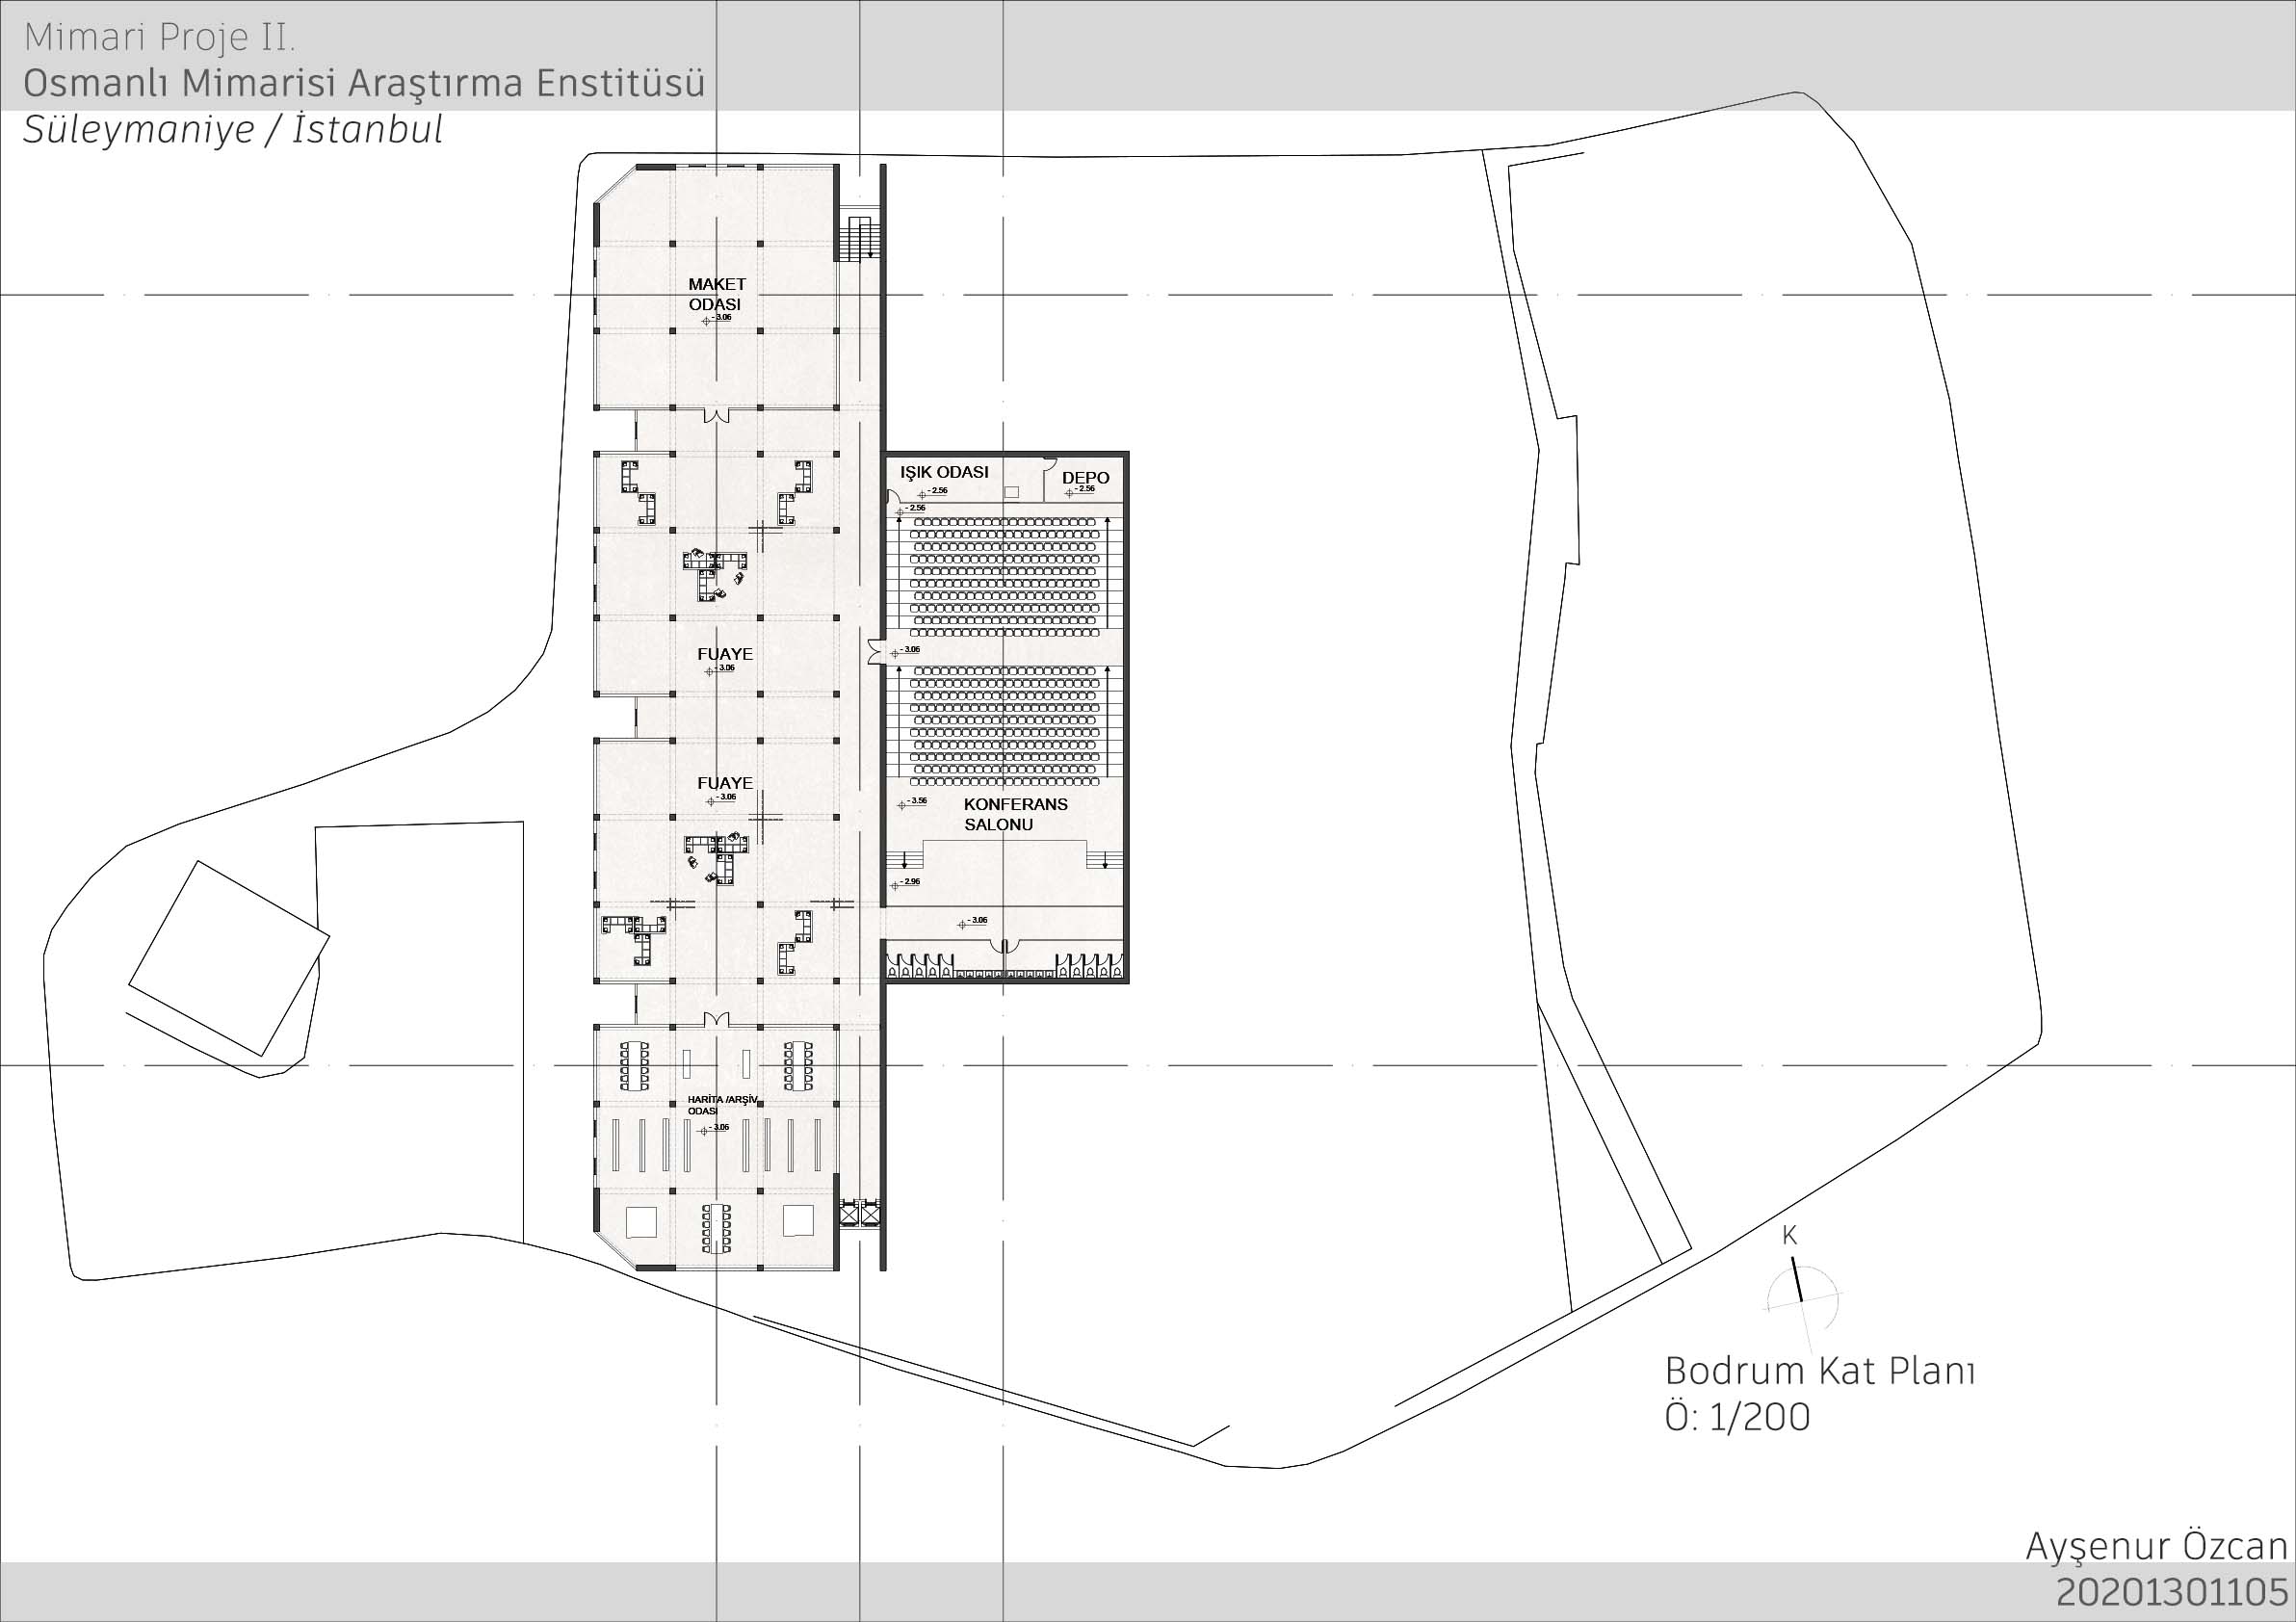 Mimari Proje II.
Osmanlı Mimarisi Araştırma Enstitüsü
Süleymaniye / İstanbul
MAKET
ODASI
- 3.06
IŞIK ODASI
- 2.56
DEPO
- 2.56
- 2.56
FUAYE
- 3.06
- 3.06
FUAYE
- 3.06
- 3.56
KONFERANS
SALONU
- 2.96
- 3.06
HARİTA /ARŞİV
ODASI
- 3.06
K
Bodrum Kat Planı
Ö: 1/200
Ayşenur Özcan
20201301105